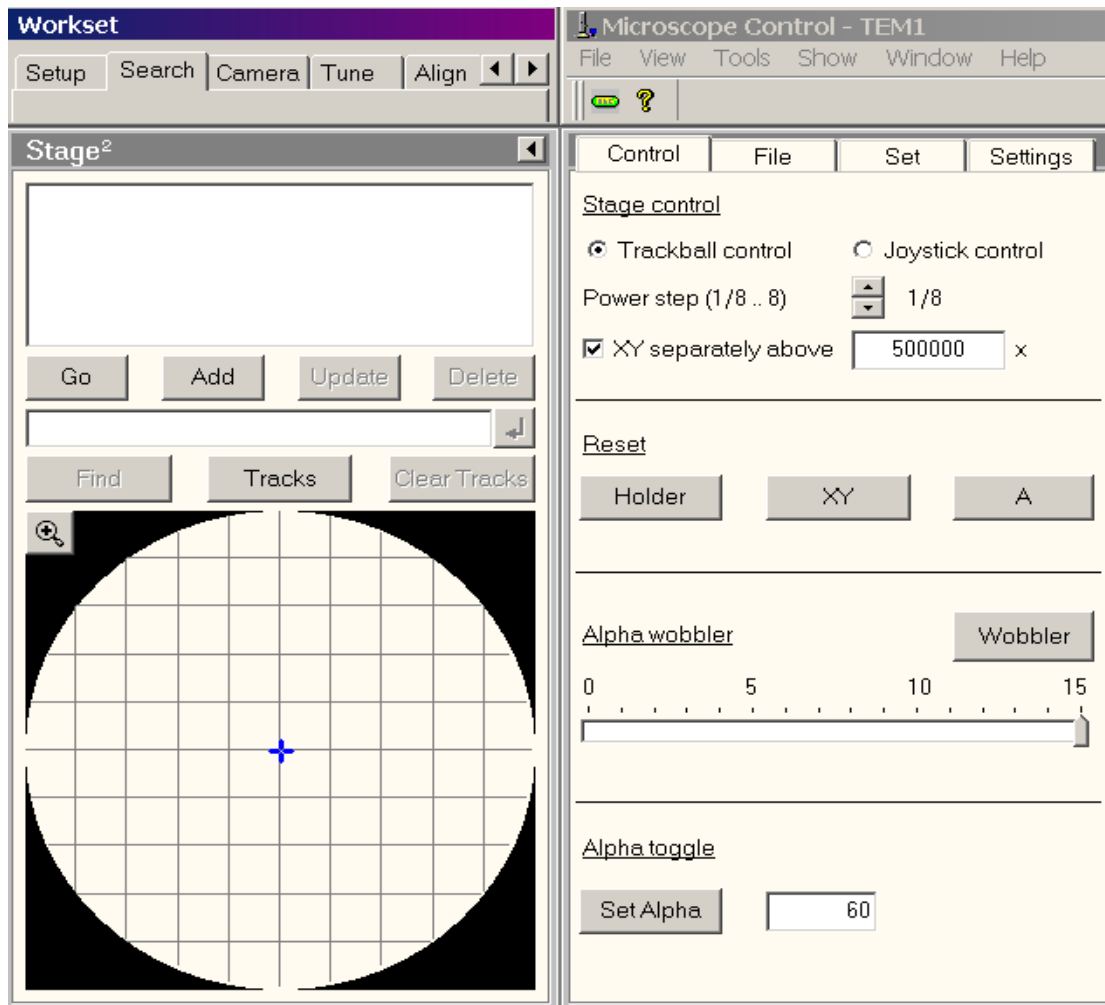 Workset
Setup Search Camera Tune Align
Stage²
Go Add Update Delete
Find Tracks Clear Tracks
Microscope Control - TEM1
File View Tools Show Window Help
?
Control File Set Settings
Stage control
Trackball control Joystick control
Power step (1/8 .. 8) 1/8
XY separately above 500000 x
Reset
Holder XY A
Alpha wobbler Wobbler
0 5 10 15
Alpha toggle
Set Alpha 60